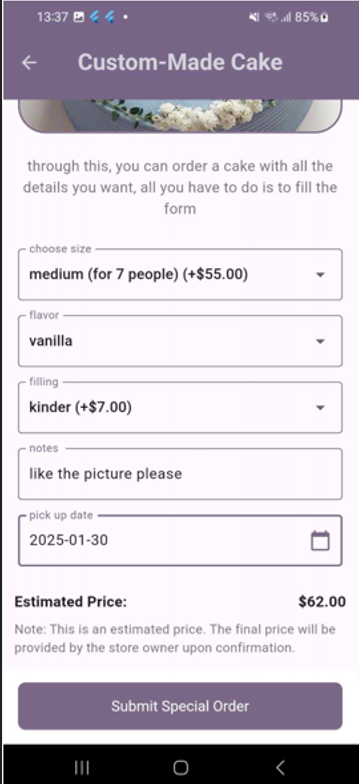 13:37 85%
Custom-Made Cake
through this, you can order a cake with all the
details you want, all you have to do is to fill the
form
choose size
medium (for 7 people) (+$55.00)
flavor
vanilla
filling
kinder (+$7.00)
notes
like the picture please
pick up date
2025-01-30
Estimated Price: $62.00
Note: This is an estimated price. The final price will be
provided by the store owner upon confirmation.
Submit Special Order